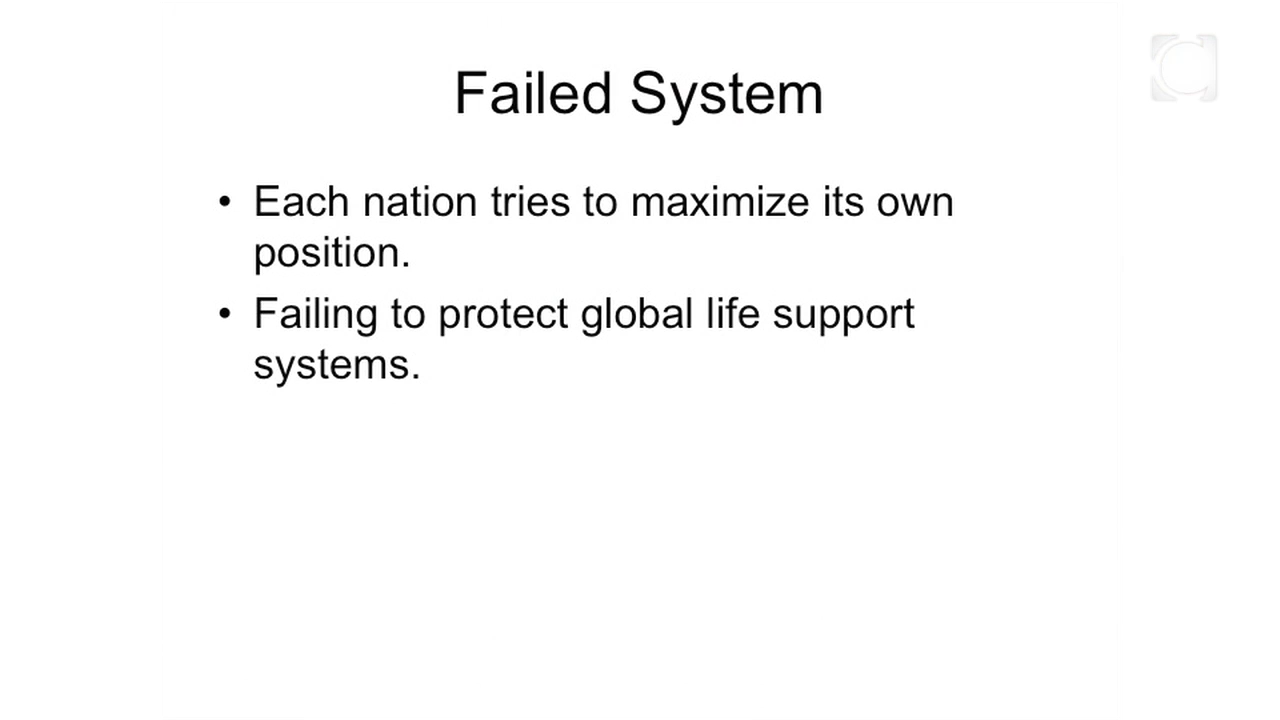 Failed System
• Each nation tries to maximize its own
position.
• Failing to protect global life support
systems.